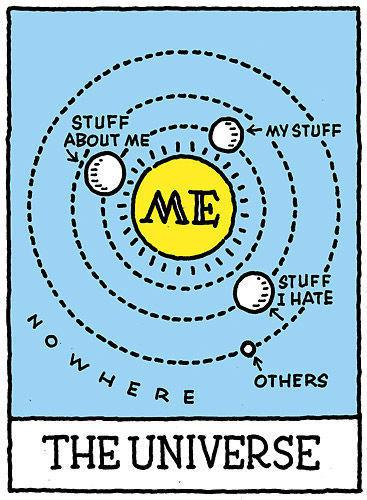 STUFF
ABOUT ME
MY STUFF
ME
STUFF
I HATE
OTHERS
NOWHERE
THE UNIVERSE